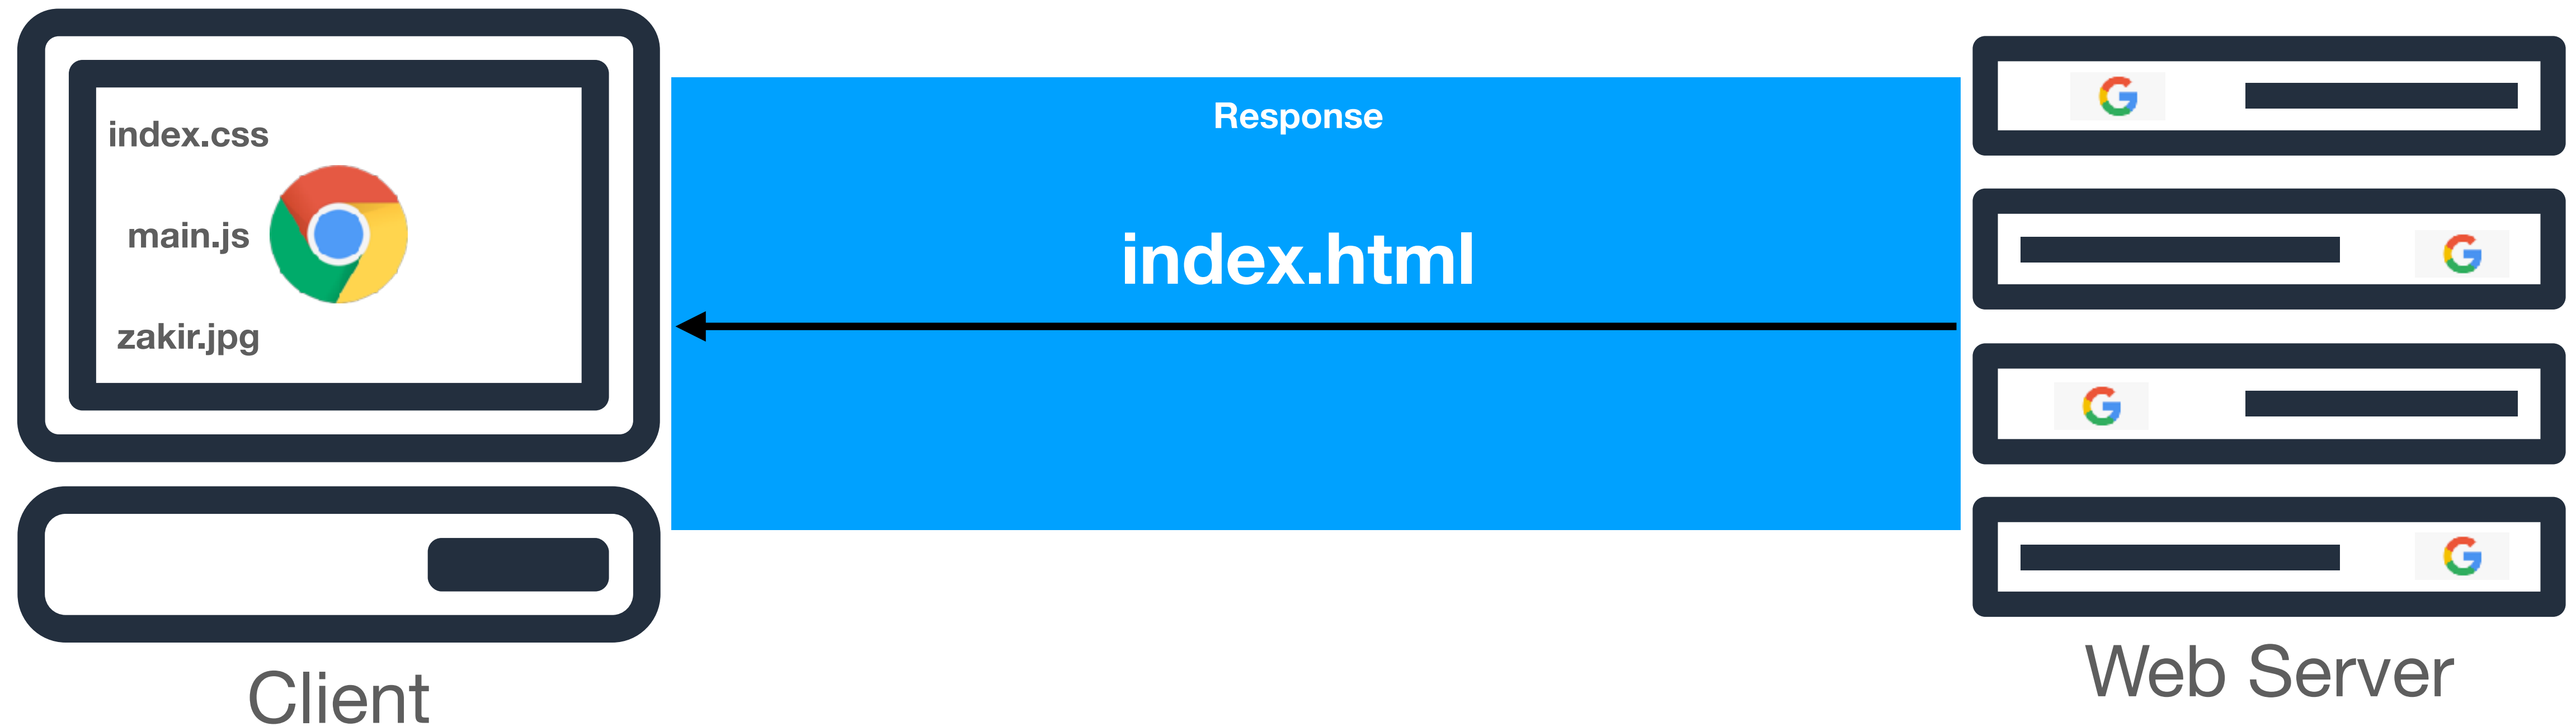 index.css
main.js
zakir.jpg
Response
index.html
Client
Web Server